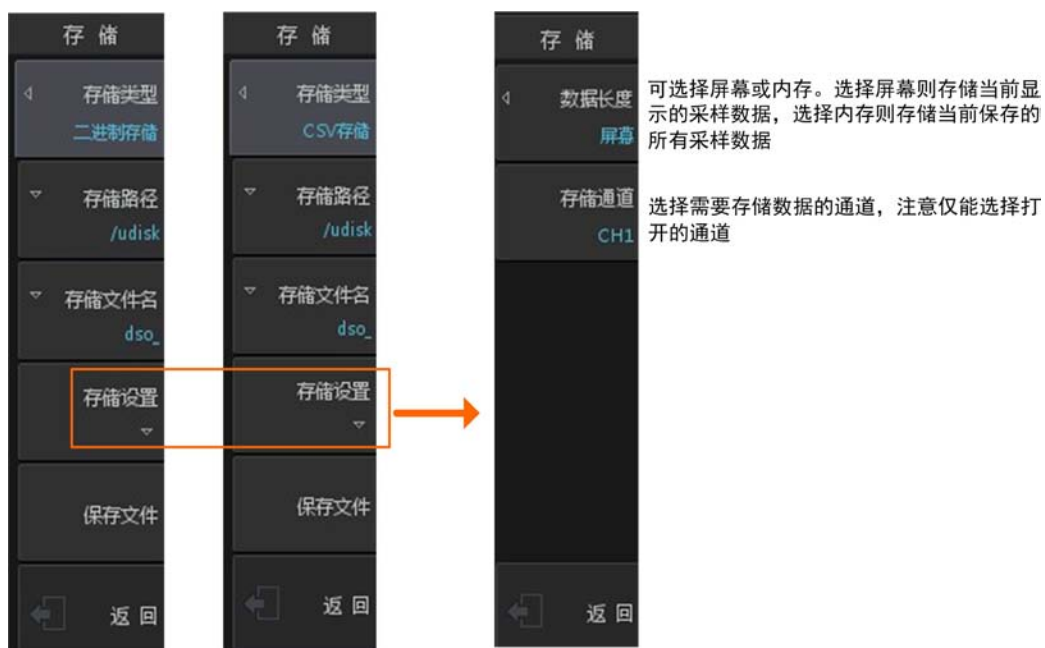 存 储
存储类型
二进制存储
存储路径
/udisk
存储文件名
dso_
存储设置
保存文件
返 回
存 储
存储类型
CSV存储
存储路径
/udisk
存储文件名
dso_
存储设置
保存文件
返 回
存 储
数据长度
屏幕
存储通道
CH1
返 回
可选择屏幕或内存。选择屏幕则存储当前显
示的采样数据，选择内存则存储当前保存的
所有采样数据
选择需要存储数据的通道，注意仅能选择打
开的通道